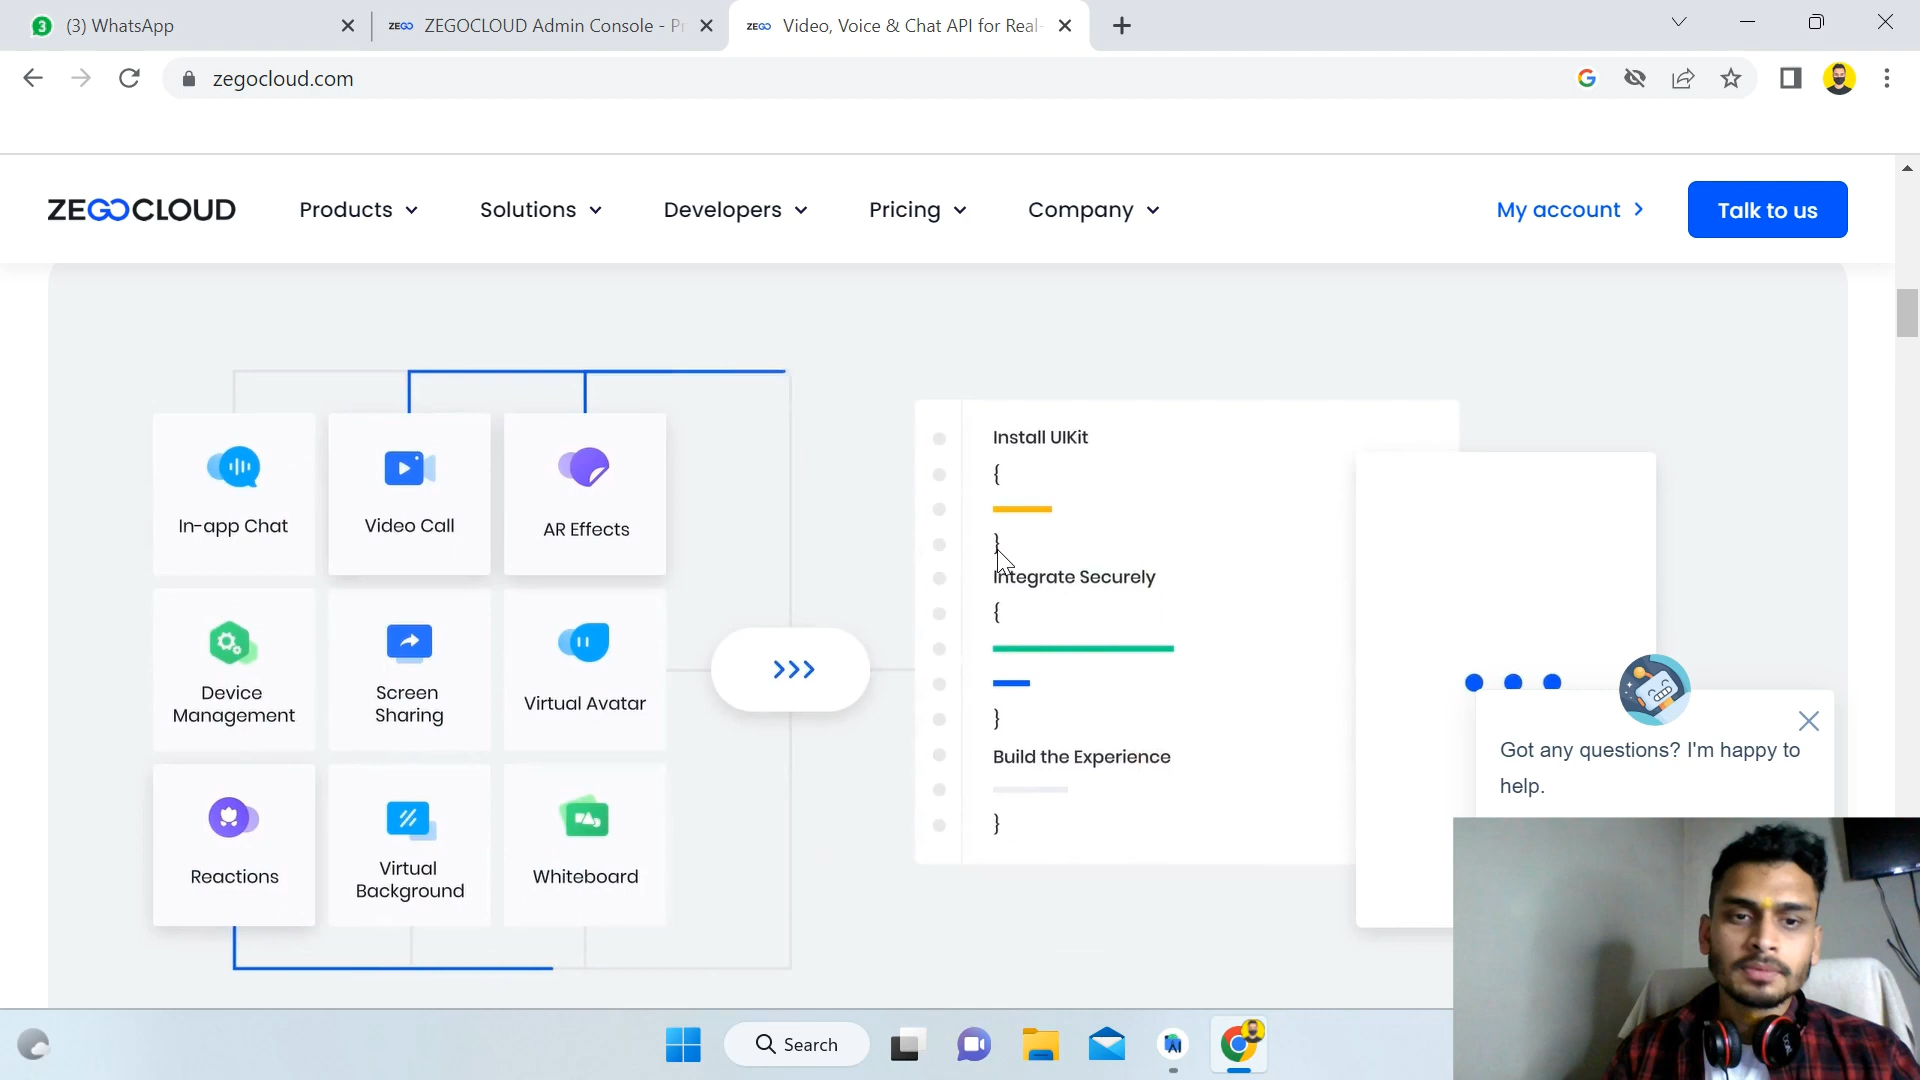 (3) WhatsApp
ZEGO ZEGOCLOUD Admin Console - Pr
ZEGO Video, Voice & Chat API for Real-
zegocloud.com
ZEGOCLOUD
Products
Solutions
Developers
Pricing
Company
My account
Talk to us
In-app Chat
Video Call
AR Effects
Device
Management
Screen
Sharing
Virtual Avatar
Reactions
Virtual
Background
Whiteboard
>>>
Install UIKit
{
}
Integrate Securely
{
}
Build the Experience
}
Got any questions? I'm happy to
help.
Search